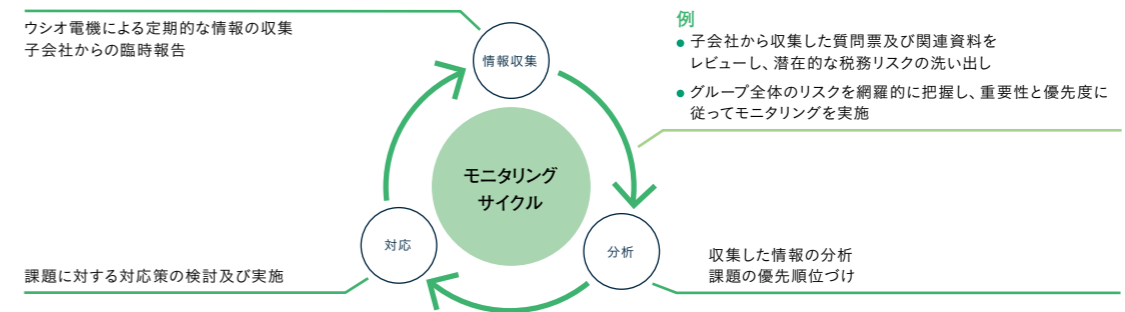 ウシオ電機による定期的な情報の収集
子会社からの臨時報告
情報収集
例
● 子会社から収集した質問票及び関連資料を
レビューし、潜在的な税務リスクの洗い出し
● グループ全体のリスクを網羅的に把握し、重要性と優先度に
従ってモニタリングを実施
モニタリング
サイクル
対応
分析
課題に対する対応策の検討及び実施
収集した情報の分析
課題の優先順位づけ